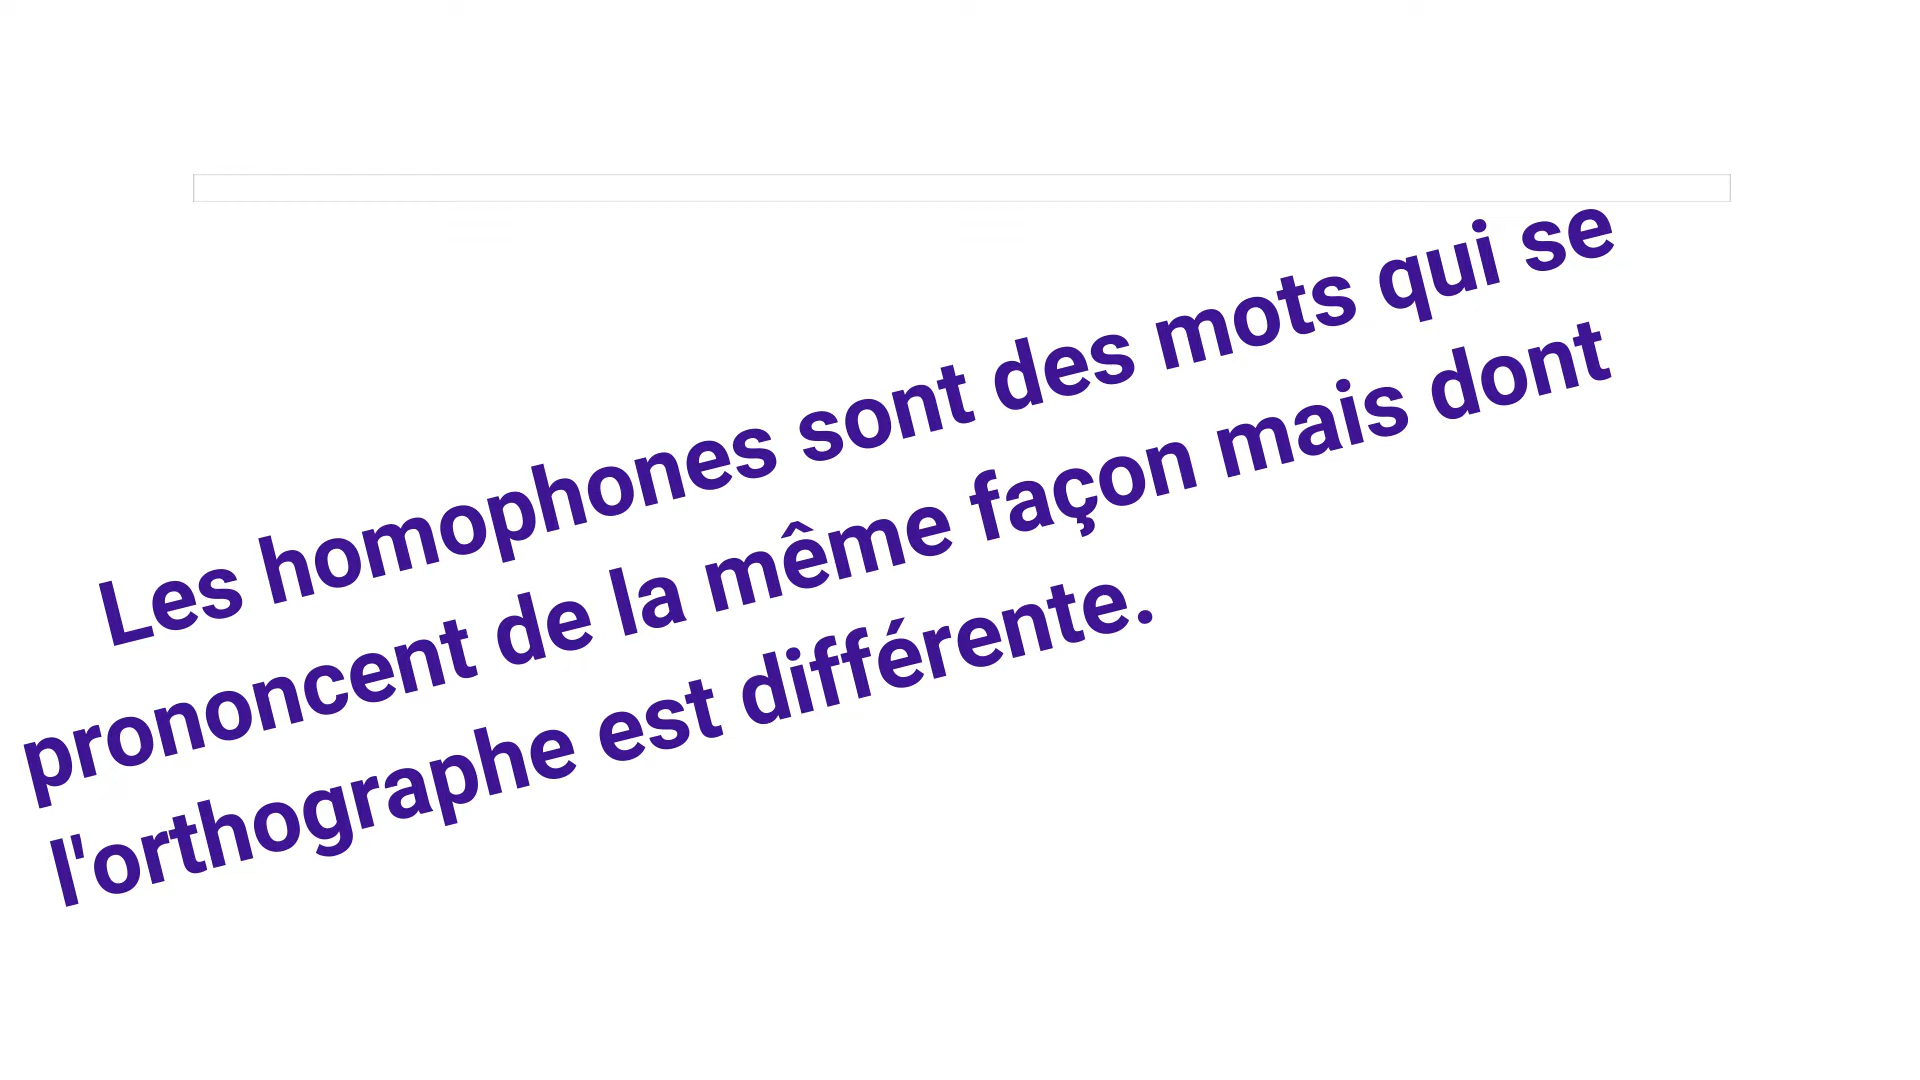 Les homophones sont des mots qui se
prononcent de la même façon mais dont
l'orthographe est différente.